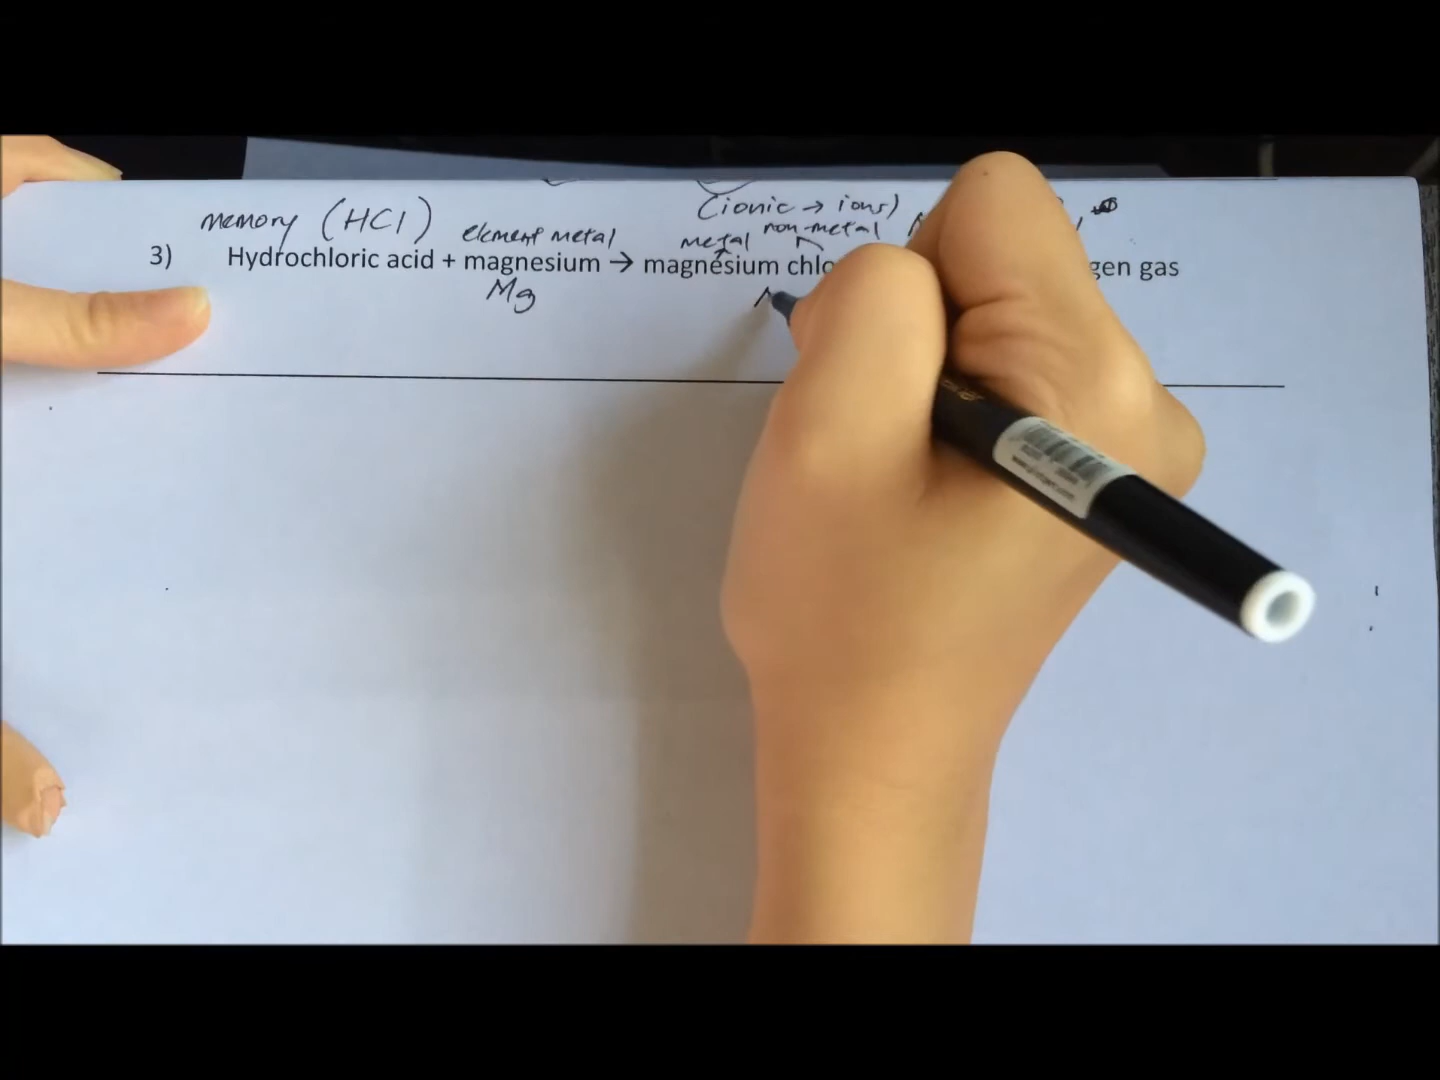 (ionic → ions)
memory (HCl) element metal metal non-metal
3) Hydrochloric acid + magnesium → magnesium chlo gen gas
Mg